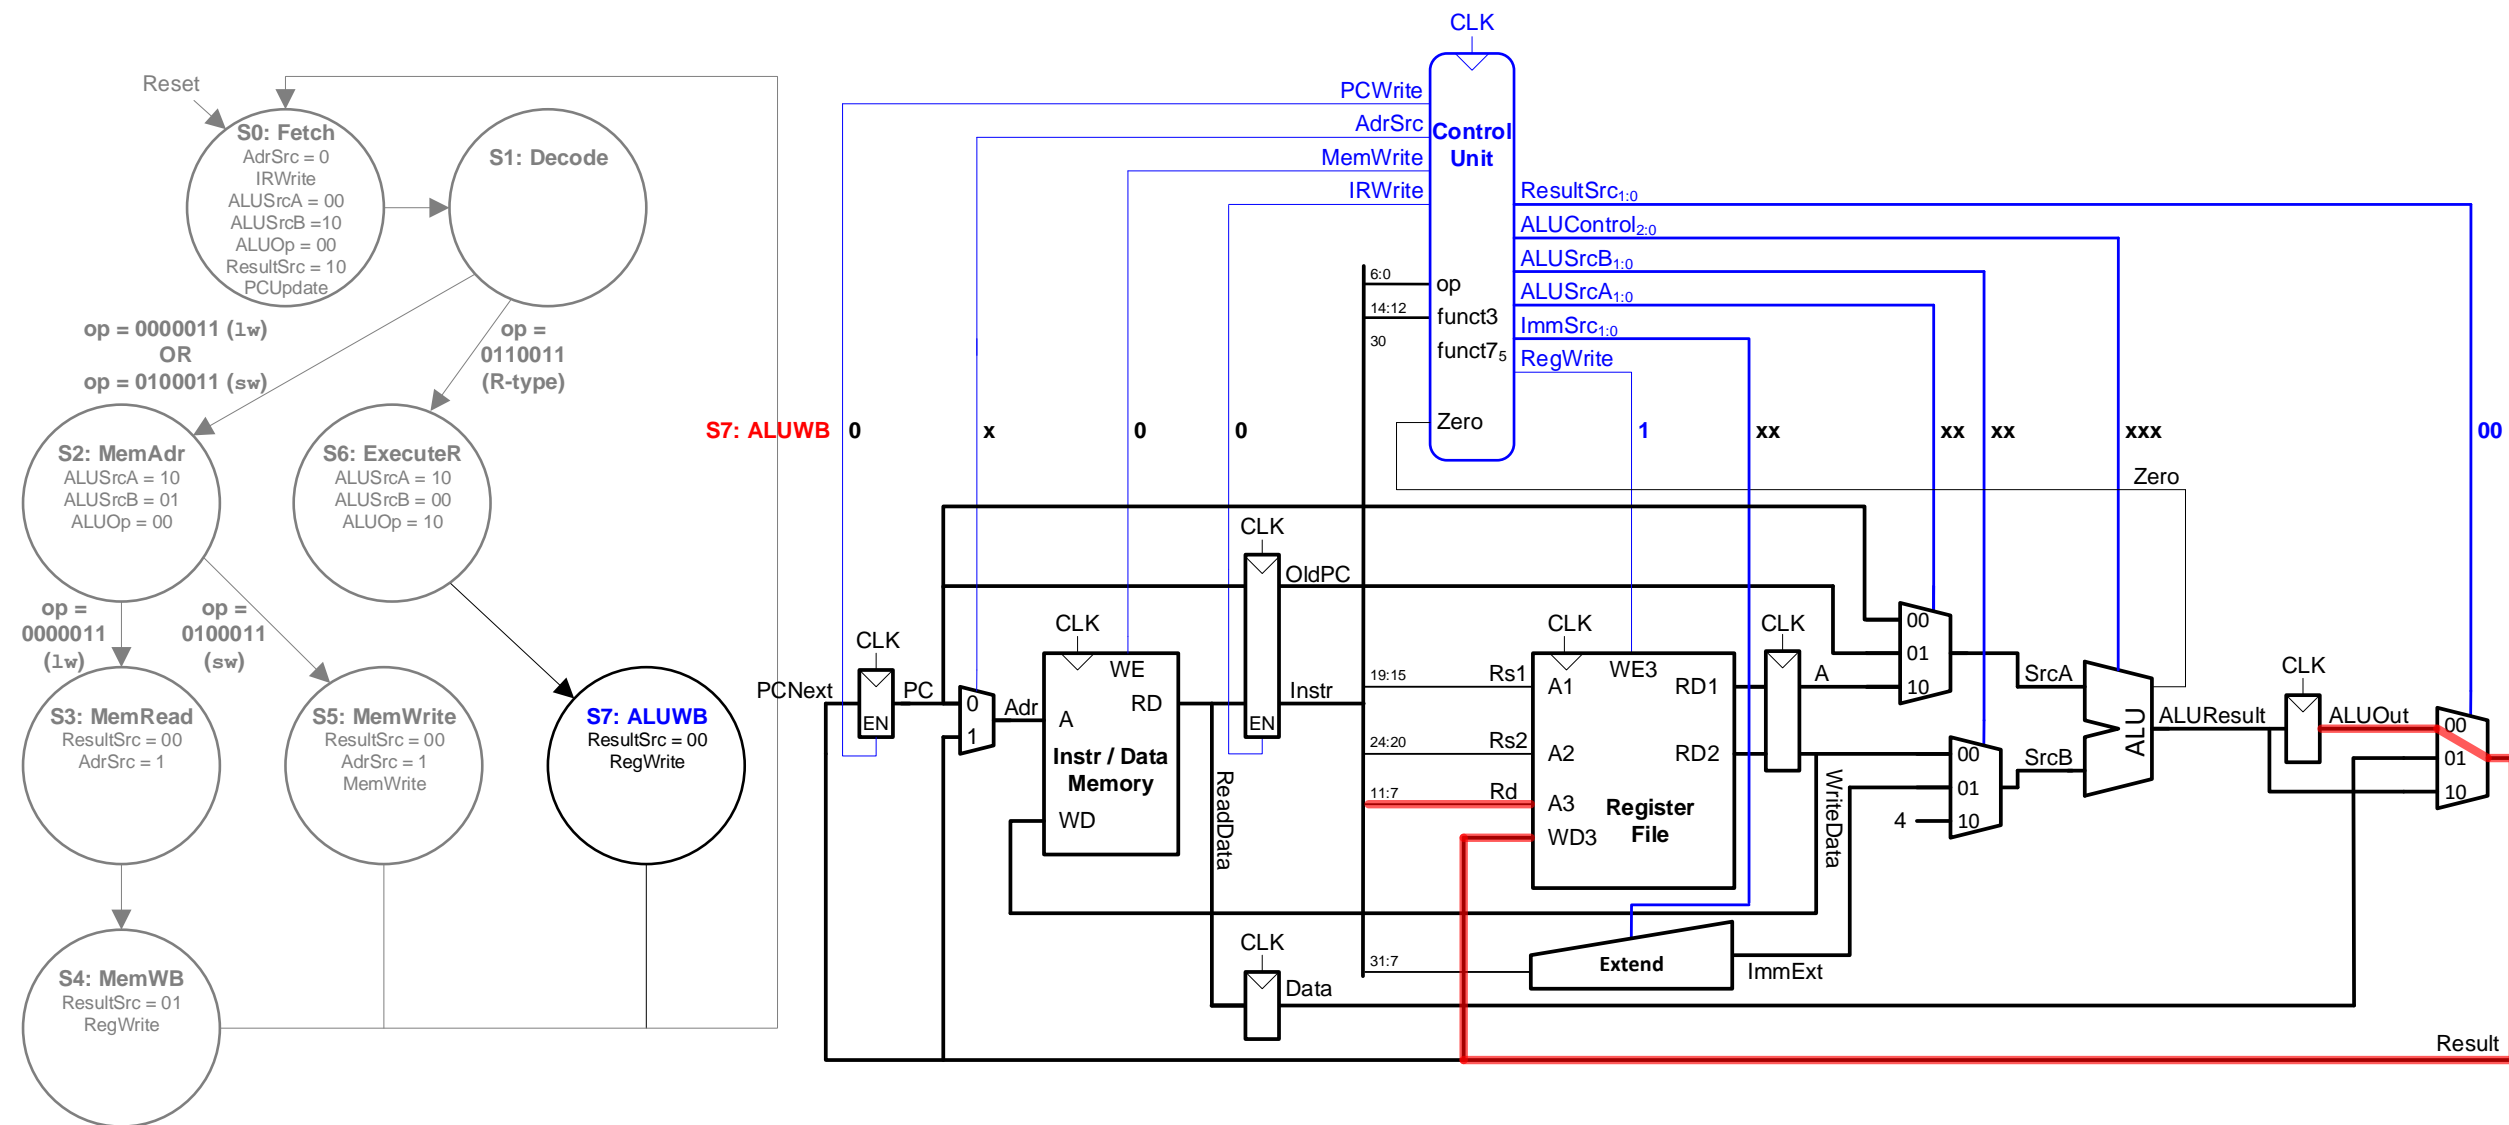 Reset
S0: Fetch
AdrSrc = 0
IRWrite
ALUSrcA = 00
ALUSrcB =10
ALUOp = 00
ResultSrc = 10
PCUpdate
S1: Decode
op = 0000011 (lw)
OR
op = 0100011 (sw)
op =
0110011
(R-type)
S2: MemAdr
ALUSrcA = 10
ALUSrcB = 01
ALUOp = 00
S6: ExecuteR
ALUSrcA = 10
ALUSrcB = 00
ALUOp = 10
op =
0000011
(lw)
op =
0100011
(sw)
S3: MemRead
ResultSrc = 00
AdrSrc = 1
S5: MemWrite
ResultSrc = 00
AdrSrc = 1
MemWrite
S7: ALUWB
ResultSrc = 00
RegWrite
S4: MemWB
ResultSrc = 01
RegWrite
CLK
PCWrite
AdrSrc
MemWrite
IRWrite
Control
Unit
ResultSrc1:0
ALUControl2:0
ALUSrcB1:0
ALUSrcA1:0
ImmSrc1:0
RegWrite
6:0
op
14:12
funct3
30
funct75
Zero
S7: ALUWB 0 x 0 0 1 xx xx xx xxx 00
Zero
CLK
OldPC
CLK
PCNext
EN
PC
0
1
Adr
CLK
WE
A
RD
Instr / Data
Memory
WD
EN
Instr
ReadData
19:15
Rs1
24:20
Rs2
11:7
Rd
CLK
WE3
A1
RD1
A2
RD2
A3
WD3
Register
File
CLK
A
WriteData
00
01
10
SrcA
00
01
4
10
SrcB
ALU
ALUResult
CLK
ALUOut
00
01
10
31:7
Extend
ImmExt
CLK
Data
Result